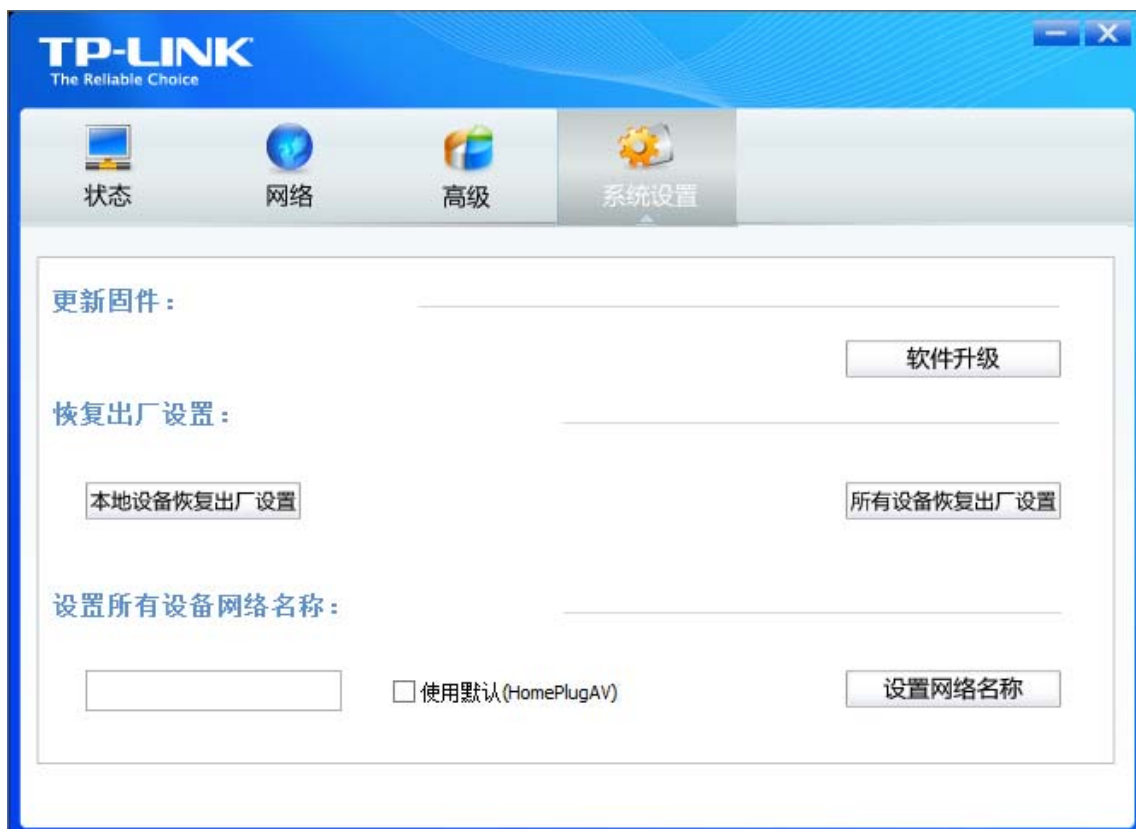 TP-LINK
The Reliable Choice
状态 网络 高级 系统设置
更新固件：
软件升级
恢复出厂设置：
本地设备恢复出厂设置 所有设备恢复出厂设置
设置所有设备网络名称：
使用默认(HomePlugAV) 设置网络名称